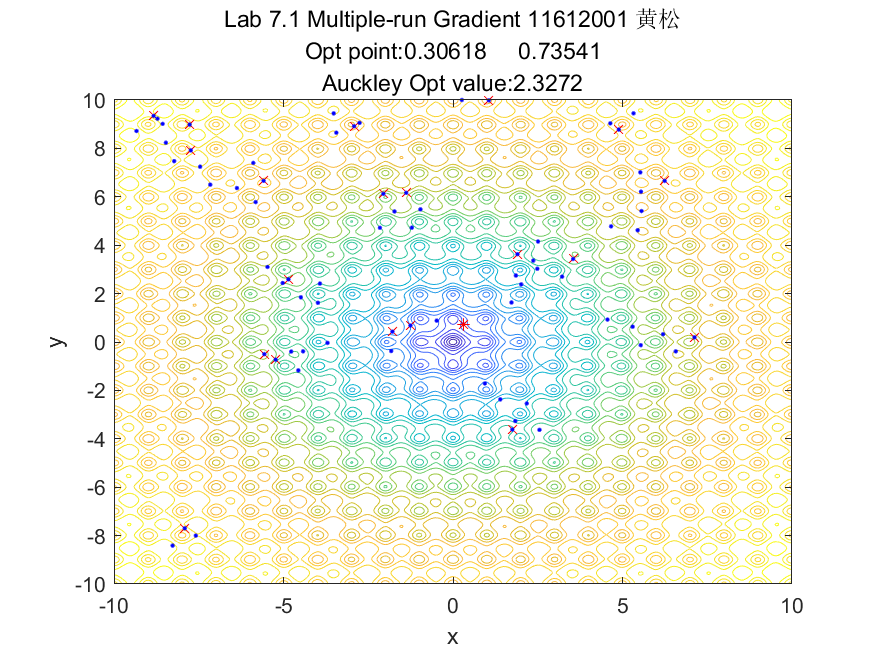 Lab 7.1 Multiple-run Gradient 11612001 黄松
Opt point:0.30618 0.73541
Auckley Opt value:2.3272
10
8
6
4
2
0
-2
-4
-6
-8
-10
y
-10 -5 0 5 10
x